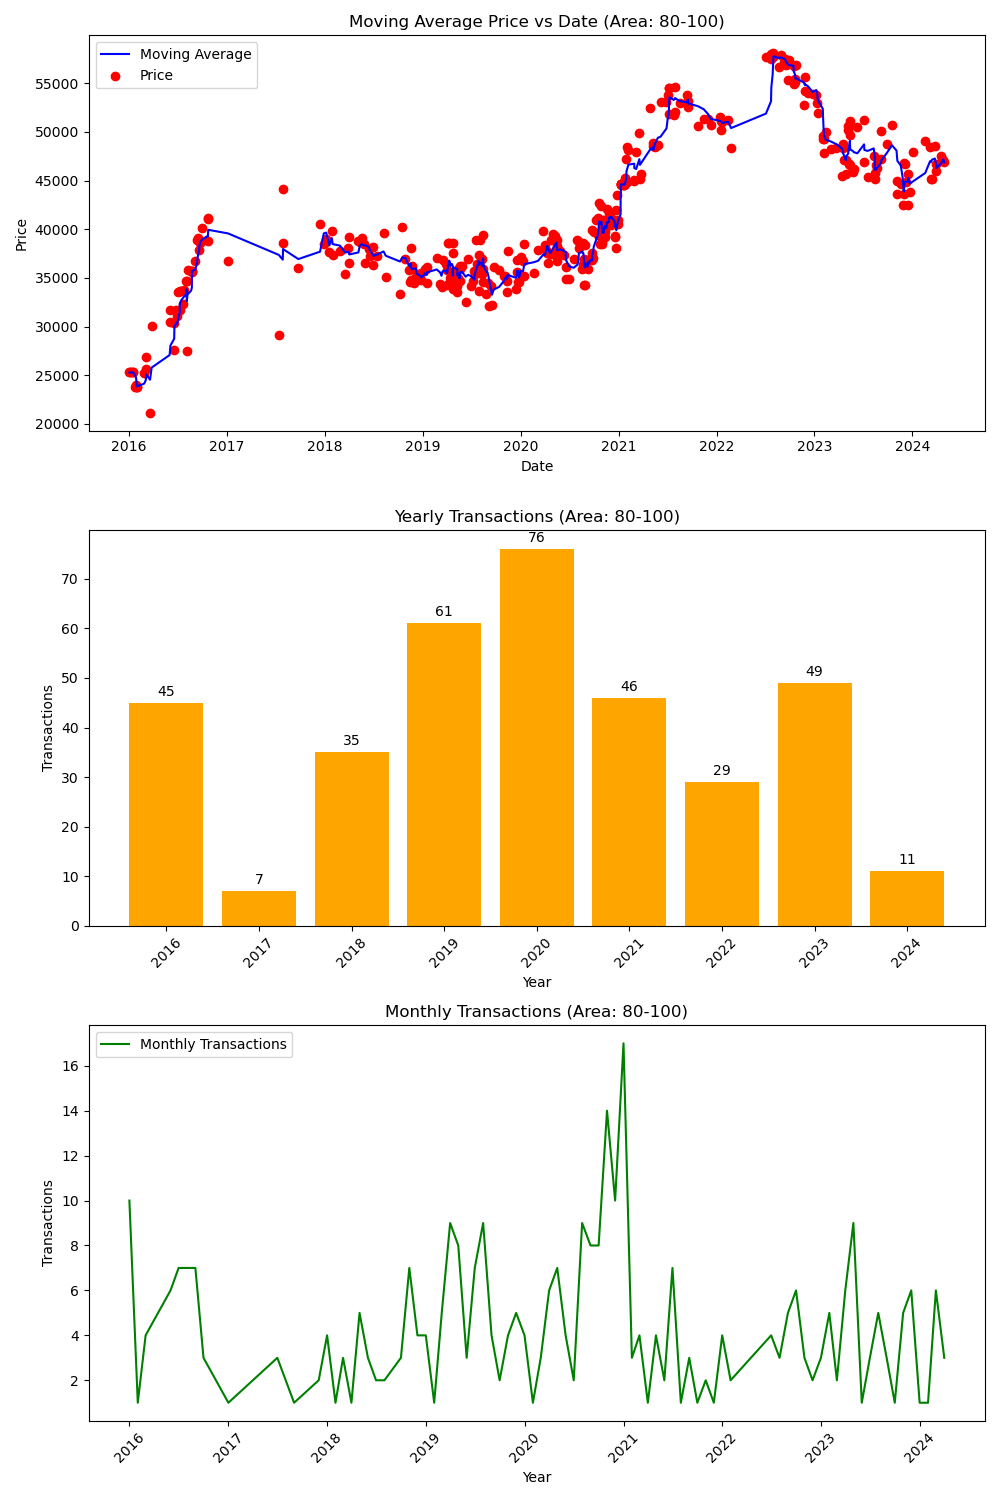 Moving Average Price vs Date (Area: 80-100)
Moving Average
Price
55000
50000
45000
40000
35000
30000
25000
20000
Price
2016 2017 2018 2019 2020 2021 2022 2023 2024
Date
Yearly Transactions (Area: 80-100)
76
61
45
46
49
35
29
7
11
70
60
50
40
30
20
10
0
Transactions
2016 2017 2018 2019 2020 2021 2022 2023 2024
Year
Monthly Transactions (Area: 80-100)
Monthly Transactions
16
14
12
10
8
6
4
2
Transactions
2016 2017 2018 2019 2020 2021 2022 2023 2024
Year